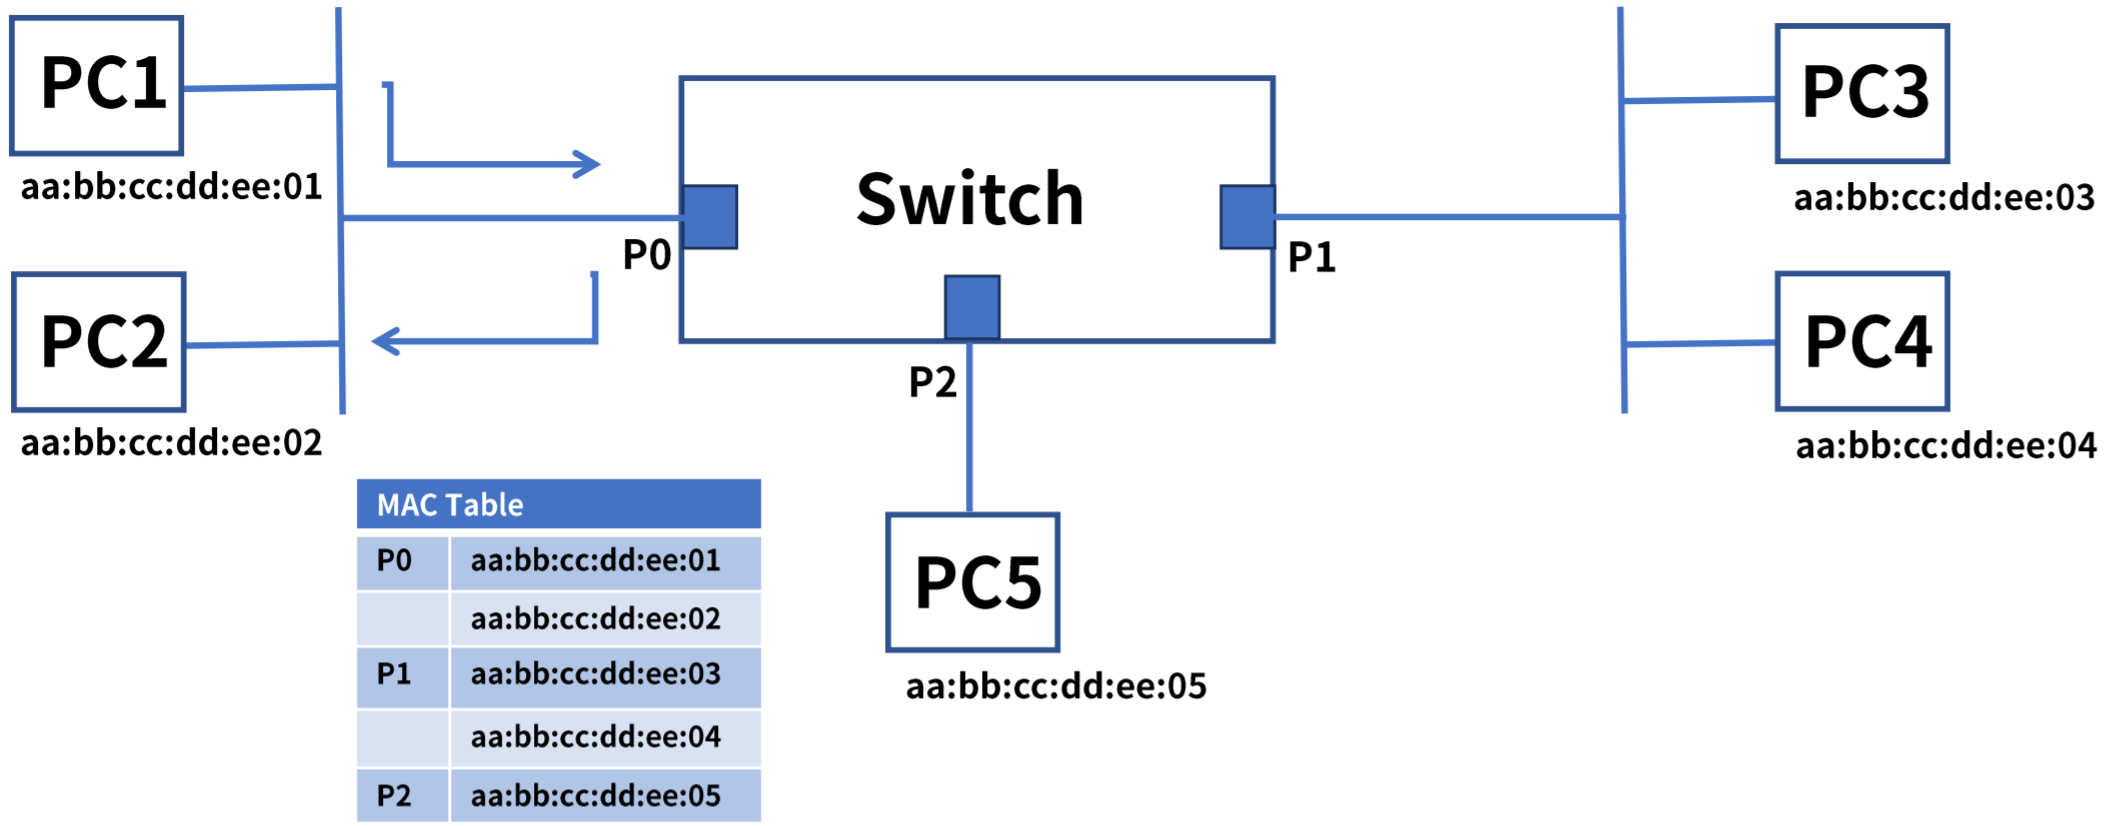 PC1
aa:bb:cc:dd:ee:01
PC2
aa:bb:cc:dd:ee:02
Switch
P0
P1
P2
PC3
aa:bb:cc:dd:ee:03
PC4
aa:bb:cc:dd:ee:04
PC5
aa:bb:cc:dd:ee:05
MAC Table
P0 aa:bb:cc:dd:ee:01
aa:bb:cc:dd:ee:02
P1 aa:bb:cc:dd:ee:03
aa:bb:cc:dd:ee:04
P2 aa:bb:cc:dd:ee:05